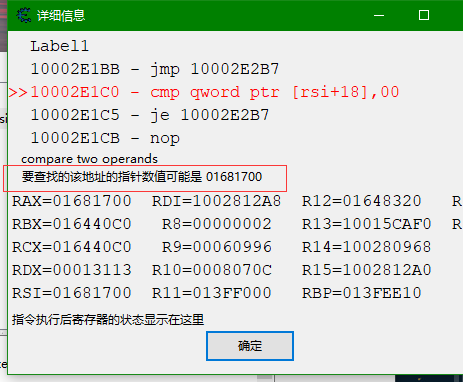 详细信息
Label1
10002E1BB - jmp 10002E2B7
>>10002E1C0 - cmp qword ptr [rsi+18],00
10002E1C5 - je 10002E2B7
10002E1CB - nop
compare two operands
要查找的该地址的指针数值可能是 01681700
RAX=01681700 RDI=1002812A8 R12=01648320
RBX=016440C0 R8=00000002 R13=10015CAF0
RCX=016440C0 R9=00060996 R14=100280968
RDX=00013113 R10=0008070C R15=1002812A0
RSI=01681700 R11=013FF000 RBP=013FEE10
指令执行后寄存器的状态显示在这里
确定